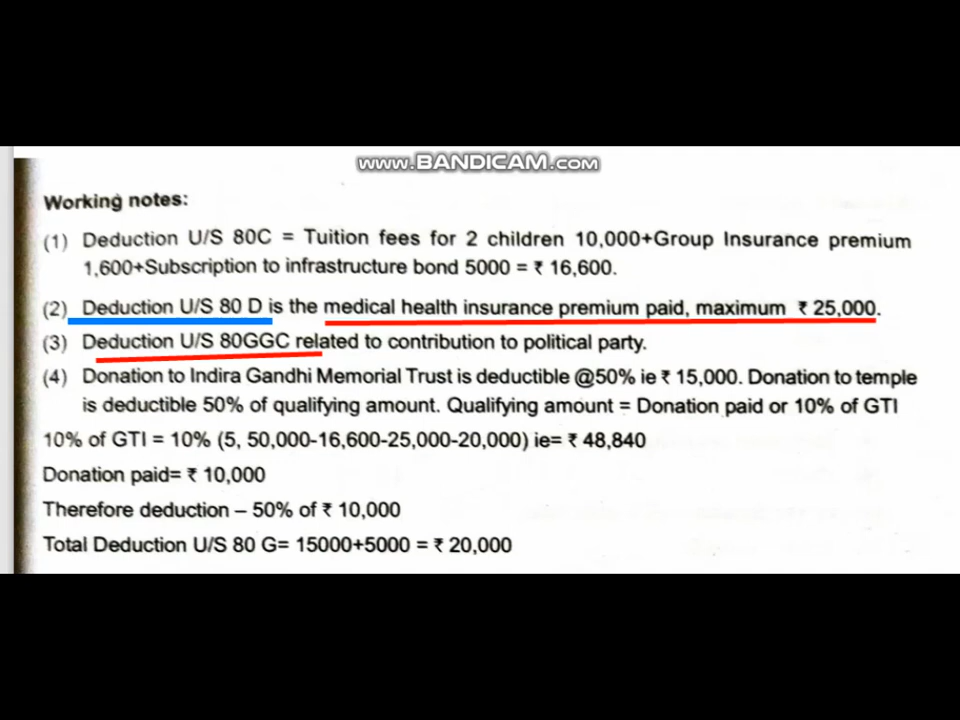 www.BANDICAM.com
Working notes:
(1) Deduction U/S 80C = Tuition fees for 2 children 10,000+Group Insurance premium
1,600+Subscription to infrastructure bond 5000 = ₹ 16,600.
(2) Deduction U/S 80 D is the medical health insurance premium paid, maximum ₹ 25,000.
(3) Deduction U/S 80GGC related to contribution to political party.
(4) Donation to Indira Gandhi Memorial Trust is deductible @50% ie ₹ 15,000. Donation to temple
is deductible 50% of qualifying amount. Qualifying amount = Donation paid or 10% of GTI
10% of GTI = 10% (5, 50,000-16,600-25,000-20,000) ie= ₹ 48,840
Donation paid= ₹ 10,000
Therefore deduction – 50% of ₹ 10,000
Total Deduction U/S 80 G= 15000+5000 = ₹ 20,000